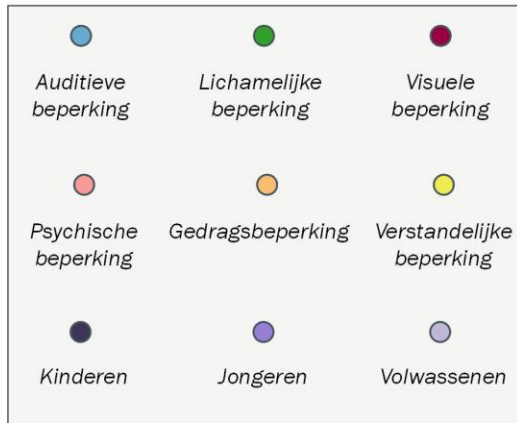 Auditieve
beperking
Lichamelijke
beperking
Visuele
beperking
Psychische
beperking
Gedragsbeperking
Verstandelijke
beperking
Kinderen
Jongeren
Volwassenen